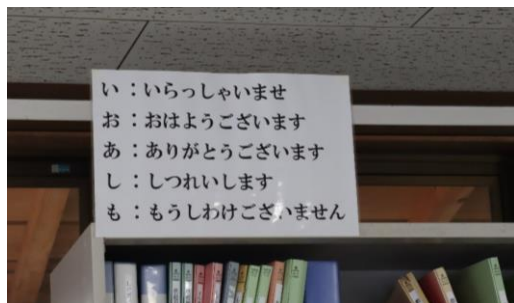 い：いらっしゃいませ
お：おはようございます
あ：ありがとうございます
し：しつれいします
も：もうしわけございません